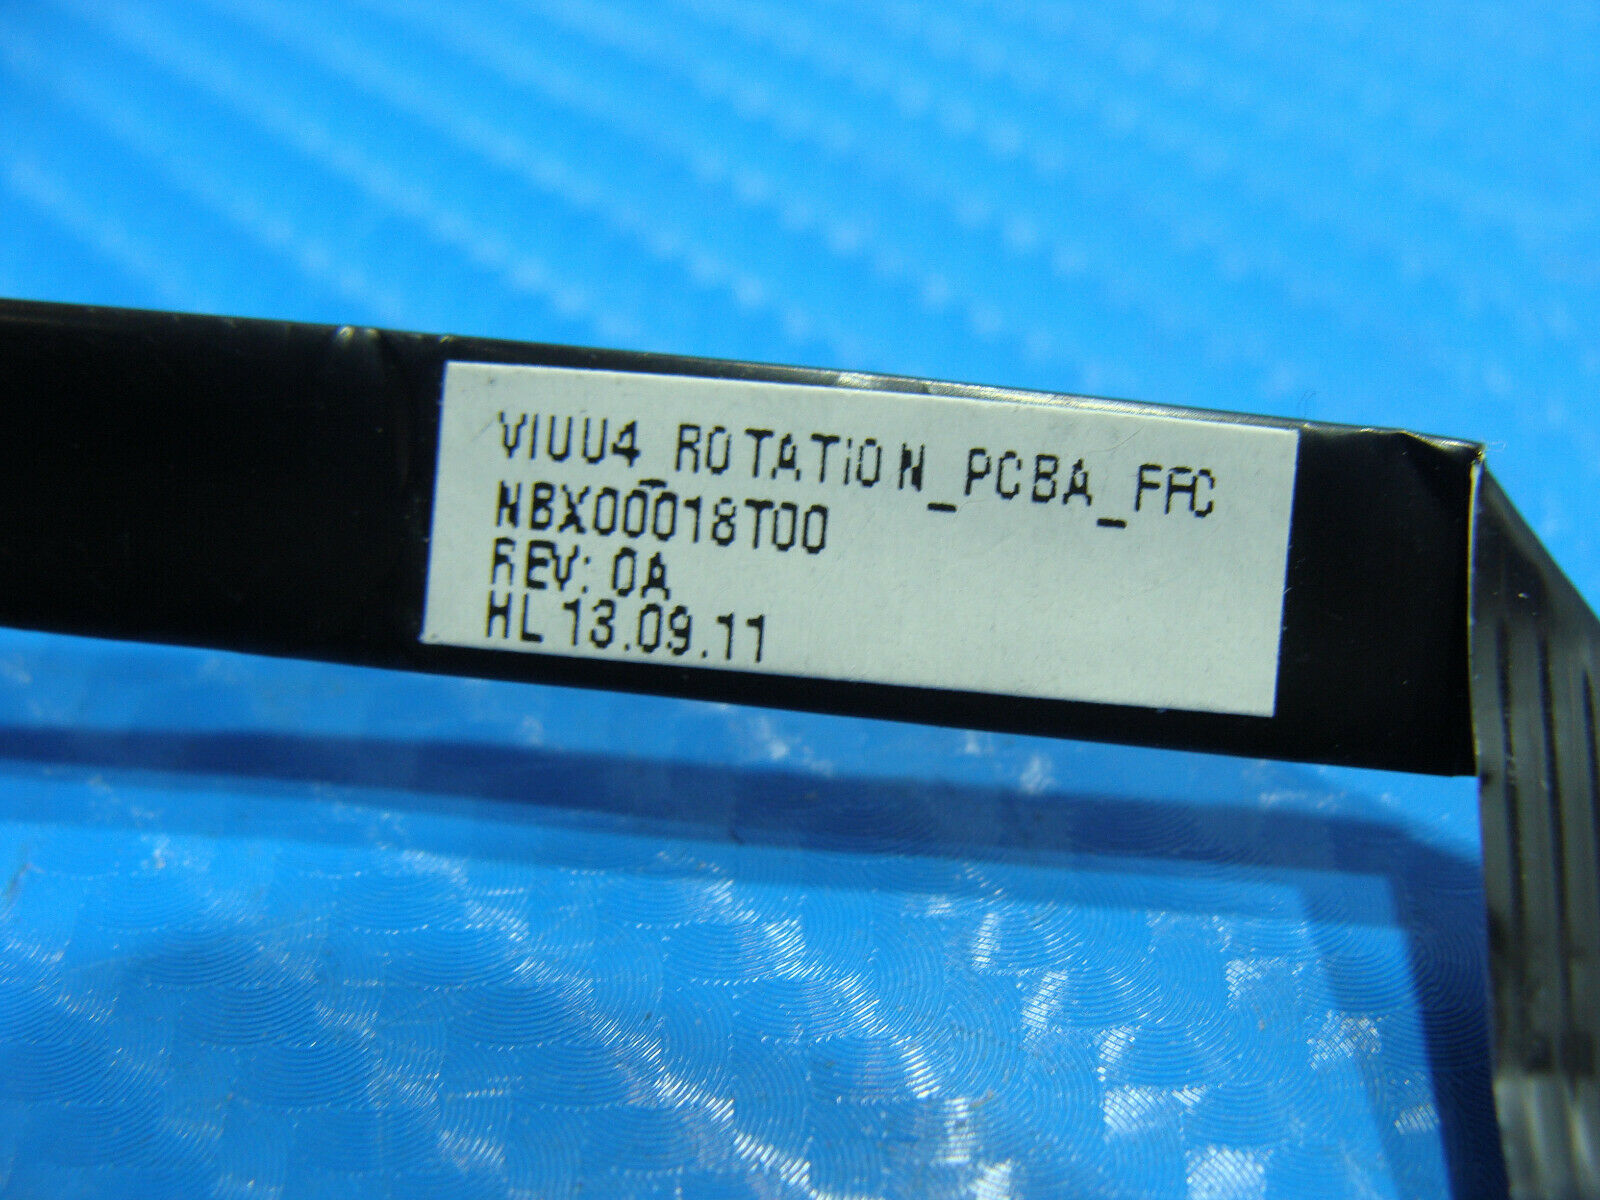 VIUU4_ROTATiON_PCBA_FFC
NBX00018T00
REV: 0A
HL 13.09.11